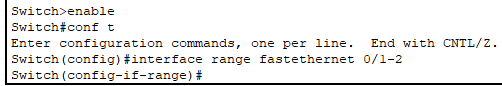 Switch>enable
Switch#conf t
Enter configuration commands, one per line.  End with CNTL/Z.
Switch(config)#interface range fastethernet 0/1-2
Switch(config-if-range)#